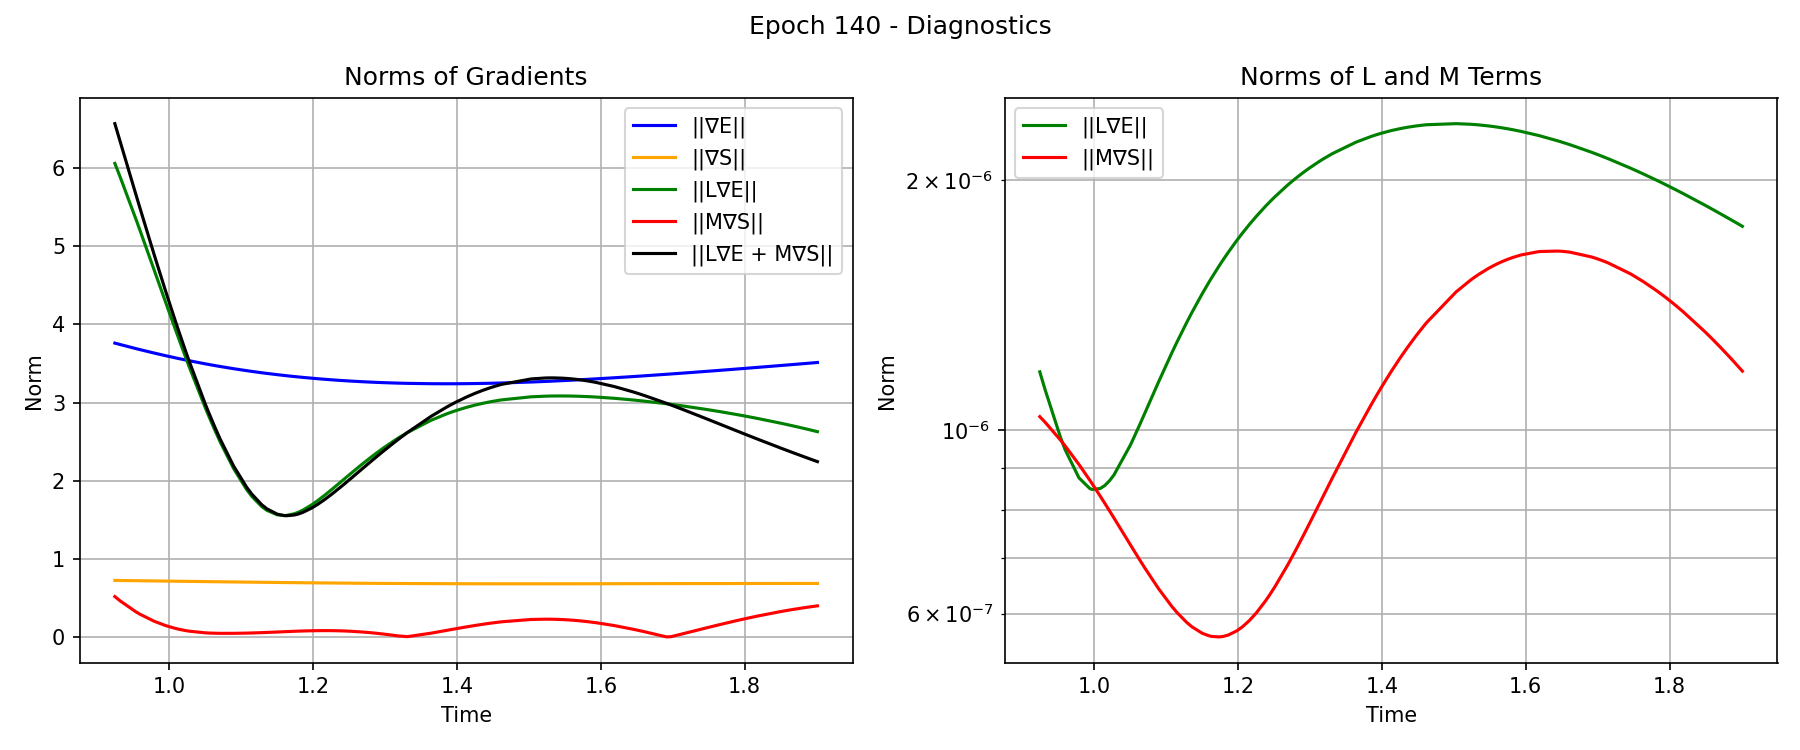 Epoch 140 - Diagnostics
Norms of Gradients
Norm
6
5
4
3
2
1
0
||∇E||
||∇S||
||L∇E||
||M∇S||
||L∇E + M∇S||
1.0 1.2 1.4 1.6 1.8
Time
Norms of L and M Terms
Norm
2 × 10⁻⁶
10⁻⁶
6 × 10⁻⁷
||L∇E||
||M∇S||
1.0 1.2 1.4 1.6 1.8
Time